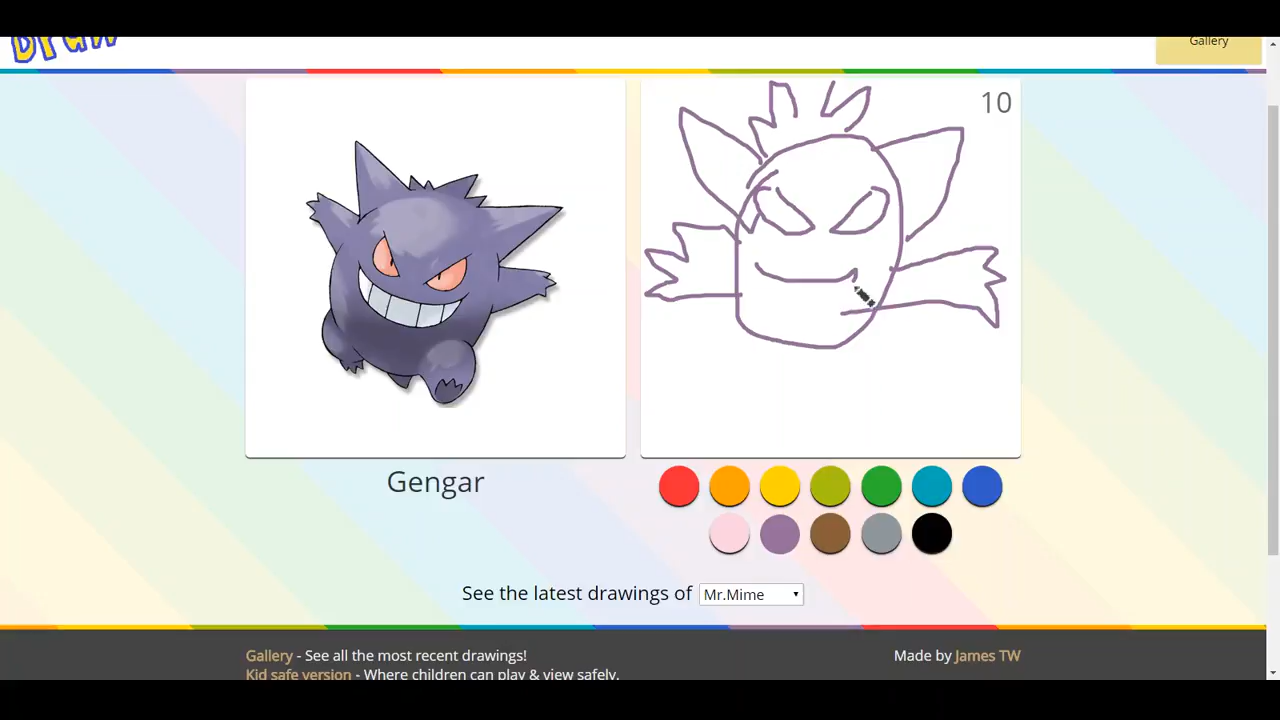 Draw
Gallery
10
Gengar
See the latest drawings of Mr.Mime
Gallery - See all the most recent drawings!
Made by James TW
Kid safe version - Where children can play & view safely.